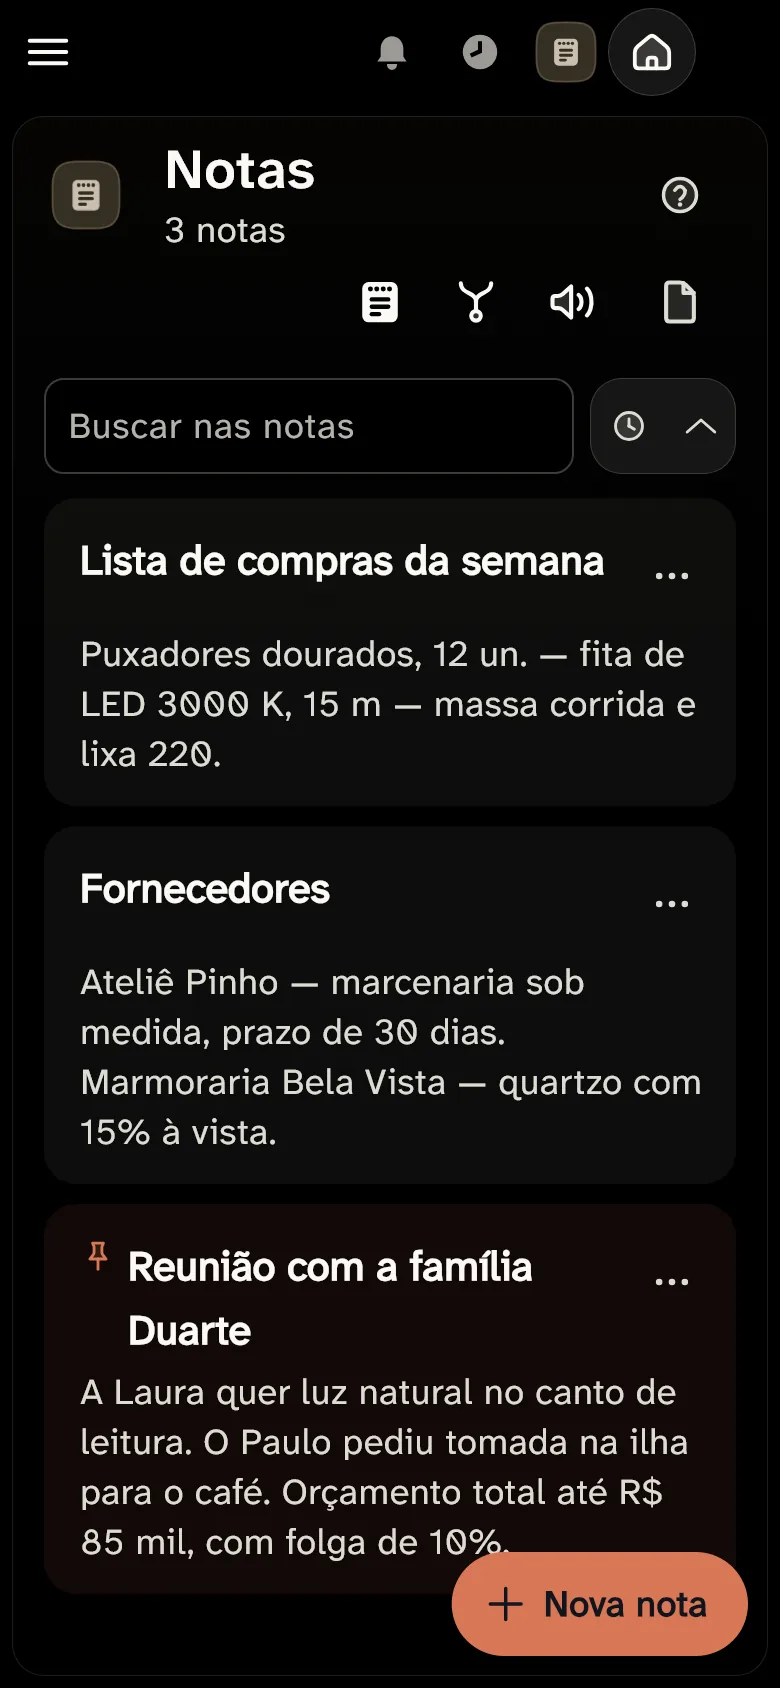 Notas
3 notas
Buscar nas notas
Lista de compras da semana
Puxadores dourados, 12 un. — fita de
LED 3000 K, 15 m — massa corrida e
lixa 220.
Fornecedores
Ateliê Pinho — marcenaria sob
medida, prazo de 30 dias.
Marmoraria Bela Vista — quartzo com
15% à vista.
Reunião com a família
Duarte
A Laura quer luz natural no canto de
leitura. O Paulo pediu tomada na ilha
para o café. Orçamento total até R$
85 mil, com folga de 10%.
Nova nota